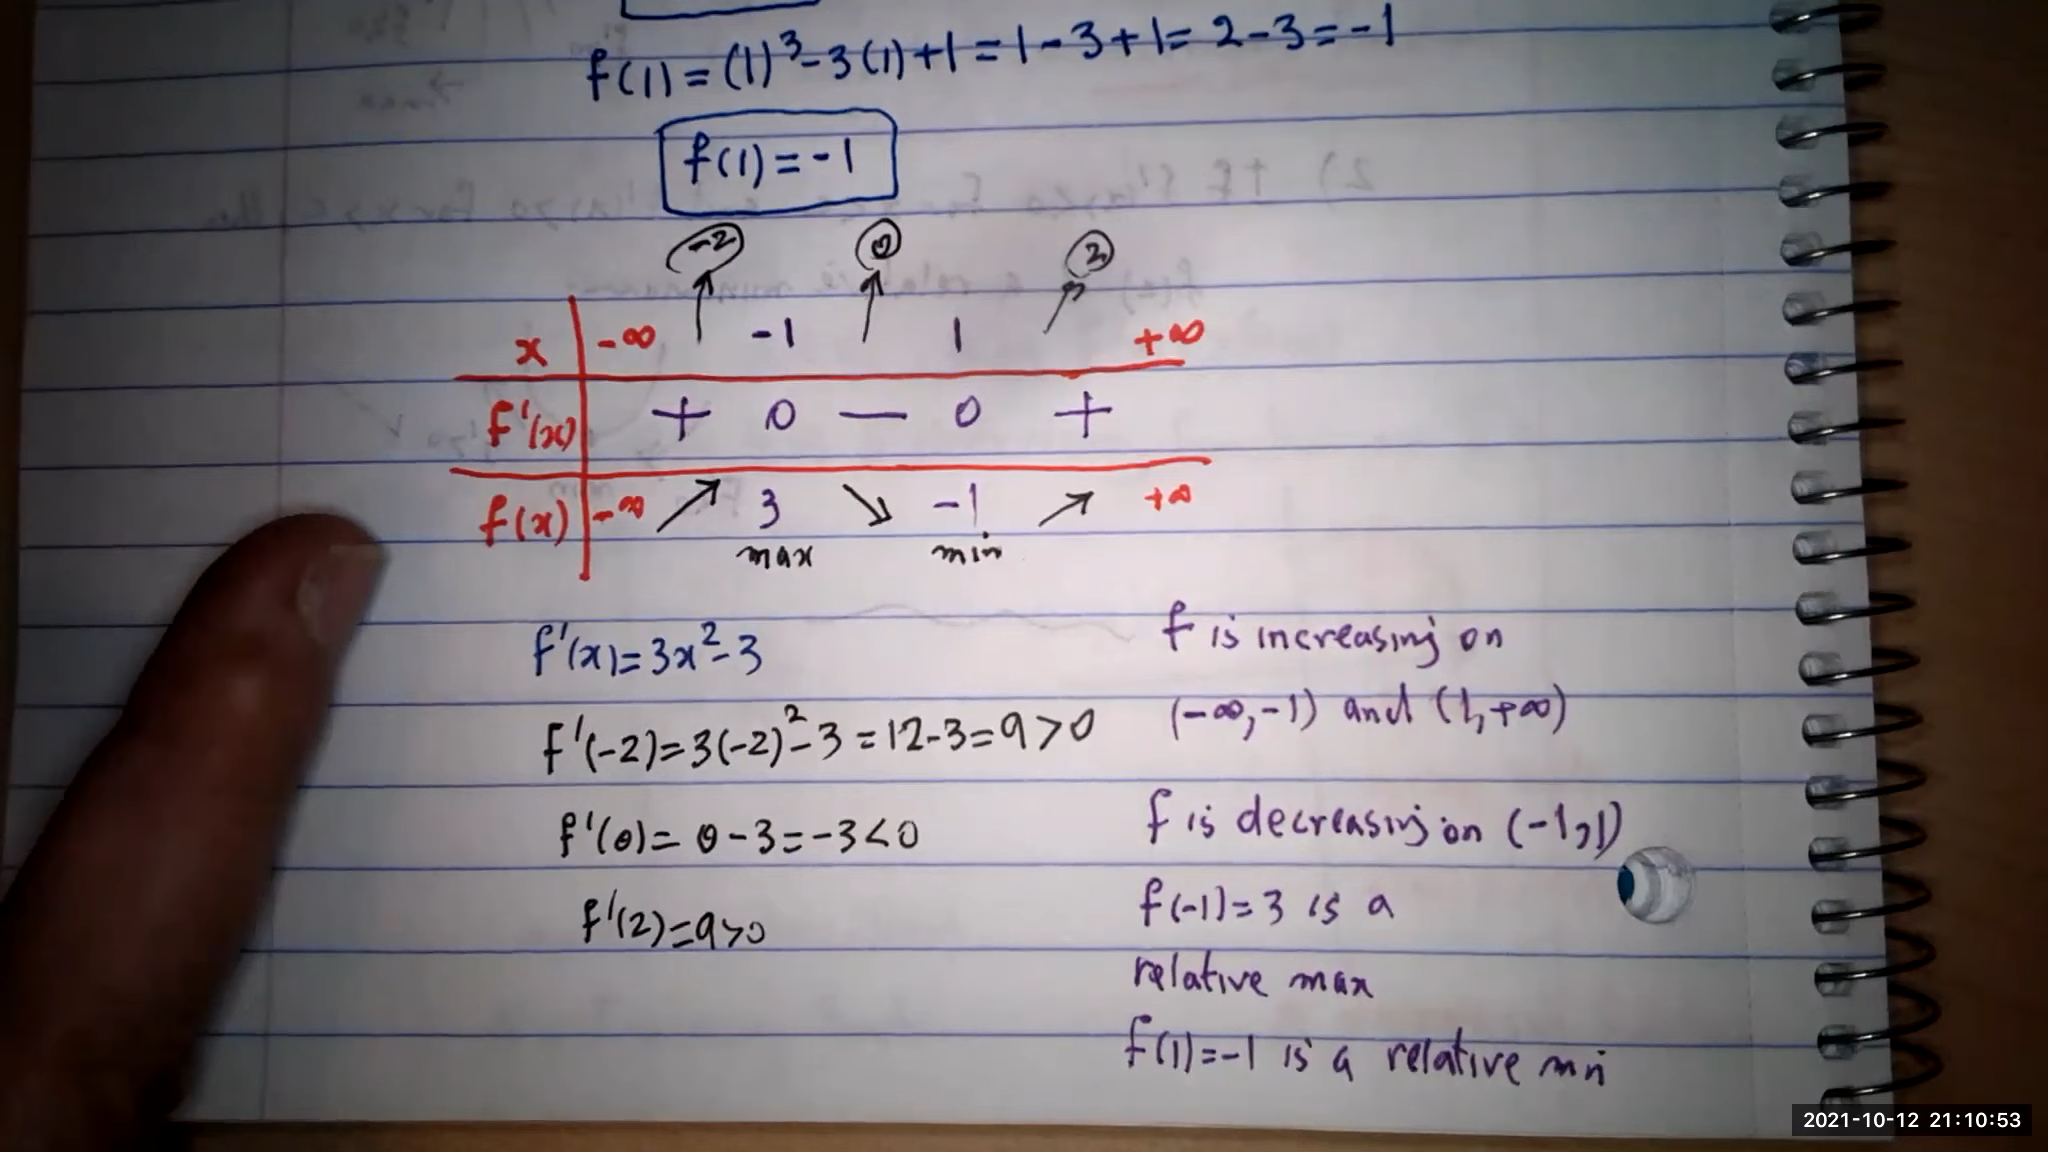 f(1) = (1)³ - 3(1) + 1 = 1 - 3 + 1 = 2 - 3 = -1
f(1) = -1
-2 0 2
x -∞ -1 1 +∞
f'(x) + 0 — 0 +
f(x) -∞ ↗ 3 ↘ -1 ↗ +∞
max min
f'(x) = 3x² - 3
f'(-2) = 3(-2)² - 3 = 12 - 3 = 9 > 0
f'(0) = 0 - 3 = -3 < 0
f'(2) = 9 > 0
f is increasing on
(-∞, -1) and (1, +∞)
f is decreasing on (-1, 1)
f(-1) = 3 is a
relative max
f(1) = -1 is a relative min
2021-10-12 21:10:53